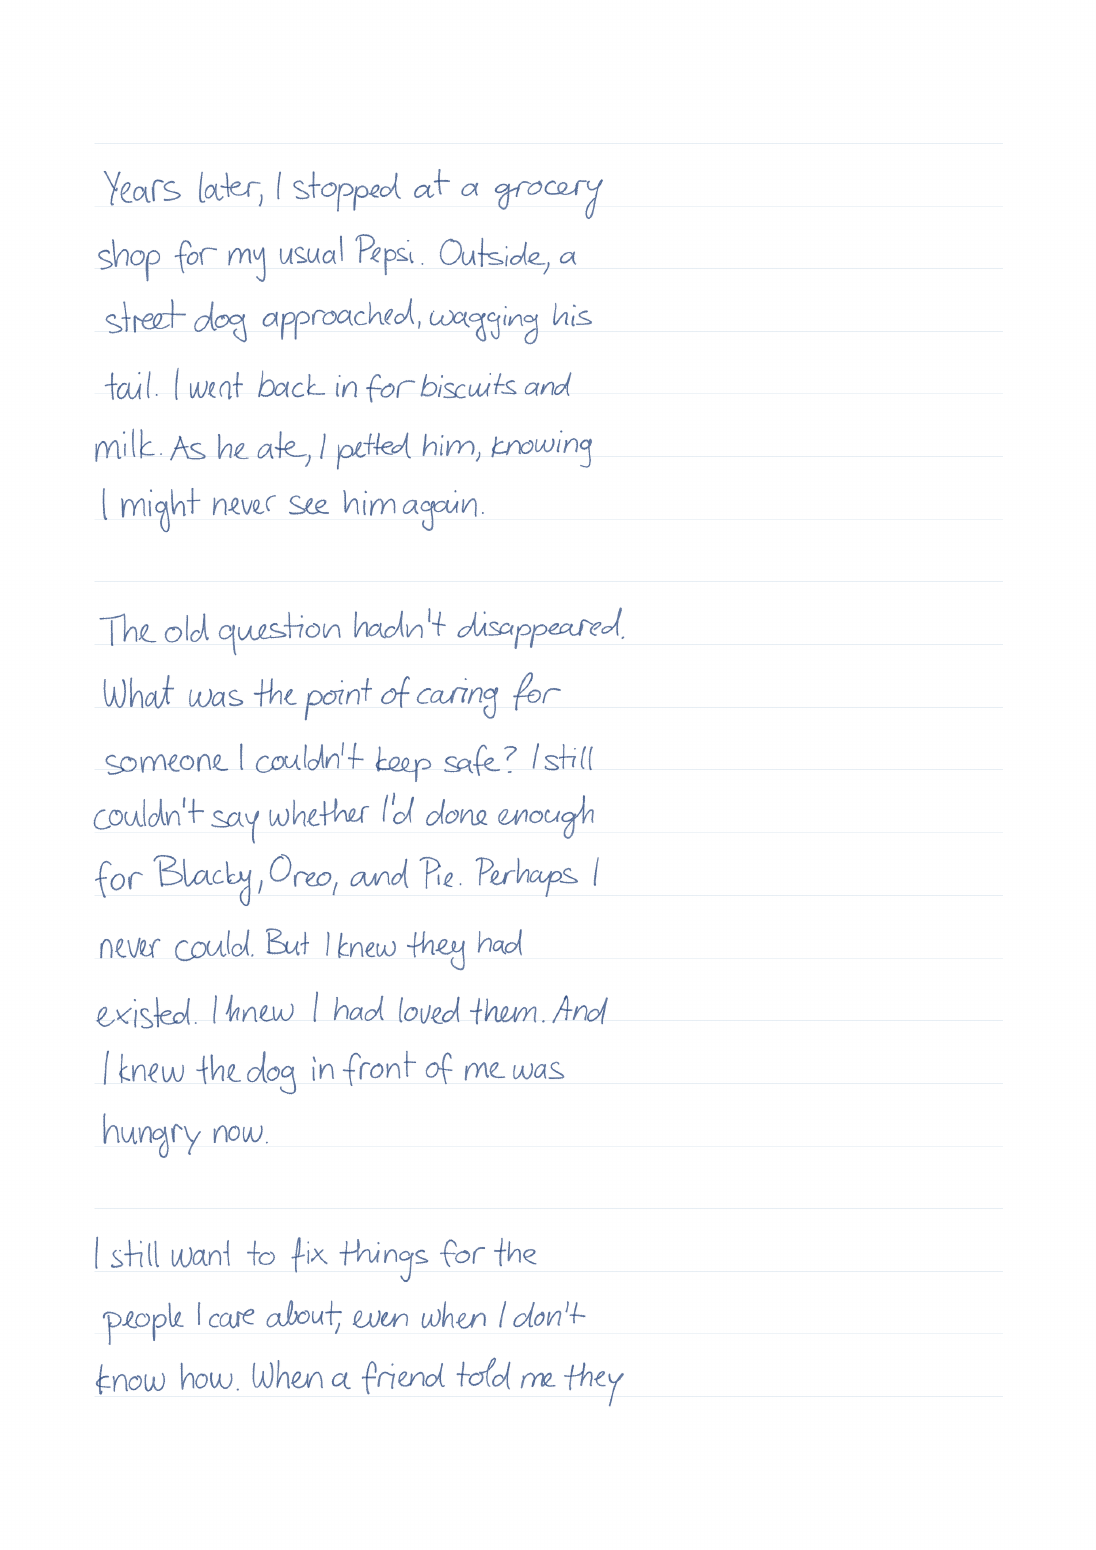 Years later, I stopped at a grocery
shop for my usual Pepsi. Outside, a
street dog approached, wagging his
tail. I went back in for biscuits and
milk. As he ate, I petted him, knowing
I might never see him again.
The old question hadn't disappeared.
What was the point of caring for
someone I couldn't keep safe? I still
couldn't say whether I'd done enough
for Blacky, Oreo, and Pie. Perhaps I
never could. But I knew they had
existed. I knew I had loved them. And
I knew the dog in front of me was
hungry now.
I still want to fix things for the
people I care about, even when I don't
know how. When a friend told me they